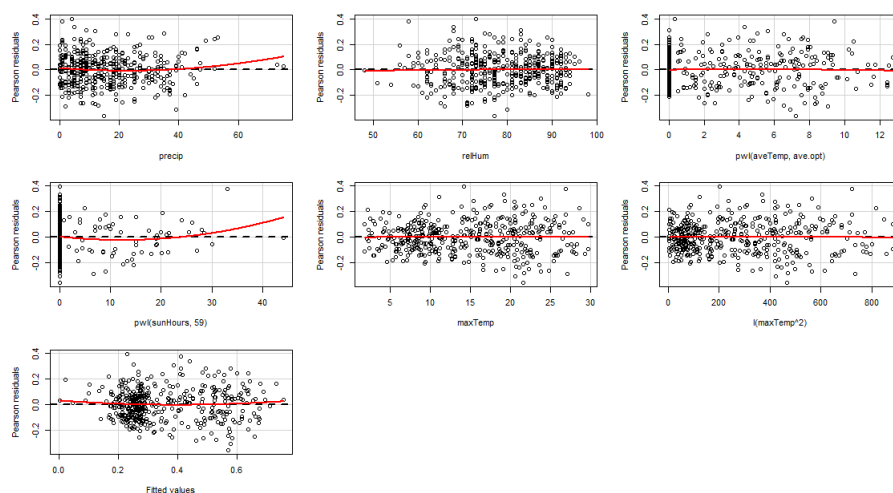 Pearson residuals
-0.2 0.0 0.2 0.4
0 20 40 60
precip
Pearson residuals
-0.2 0.0 0.2 0.4
50 60 70 80 90 100
relHum
Pearson residuals
-0.2 0.0 0.2 0.4
0 2 4 6 8 10 12
pwl(aveTemp, ave.opt)
Pearson residuals
-0.2 0.0 0.2 0.4
0 10 20 30 40
pwl(sunHours, 59)
Pearson residuals
-0.2 0.0 0.2 0.4
5 10 15 20 25 30
maxTemp
Pearson residuals
-0.2 0.0 0.2 0.4
0 200 400 600 800
I(maxTemp^2)
Pearson residuals
-0.2 0.0 0.2 0.4
0.0 0.2 0.4 0.6
Fitted values